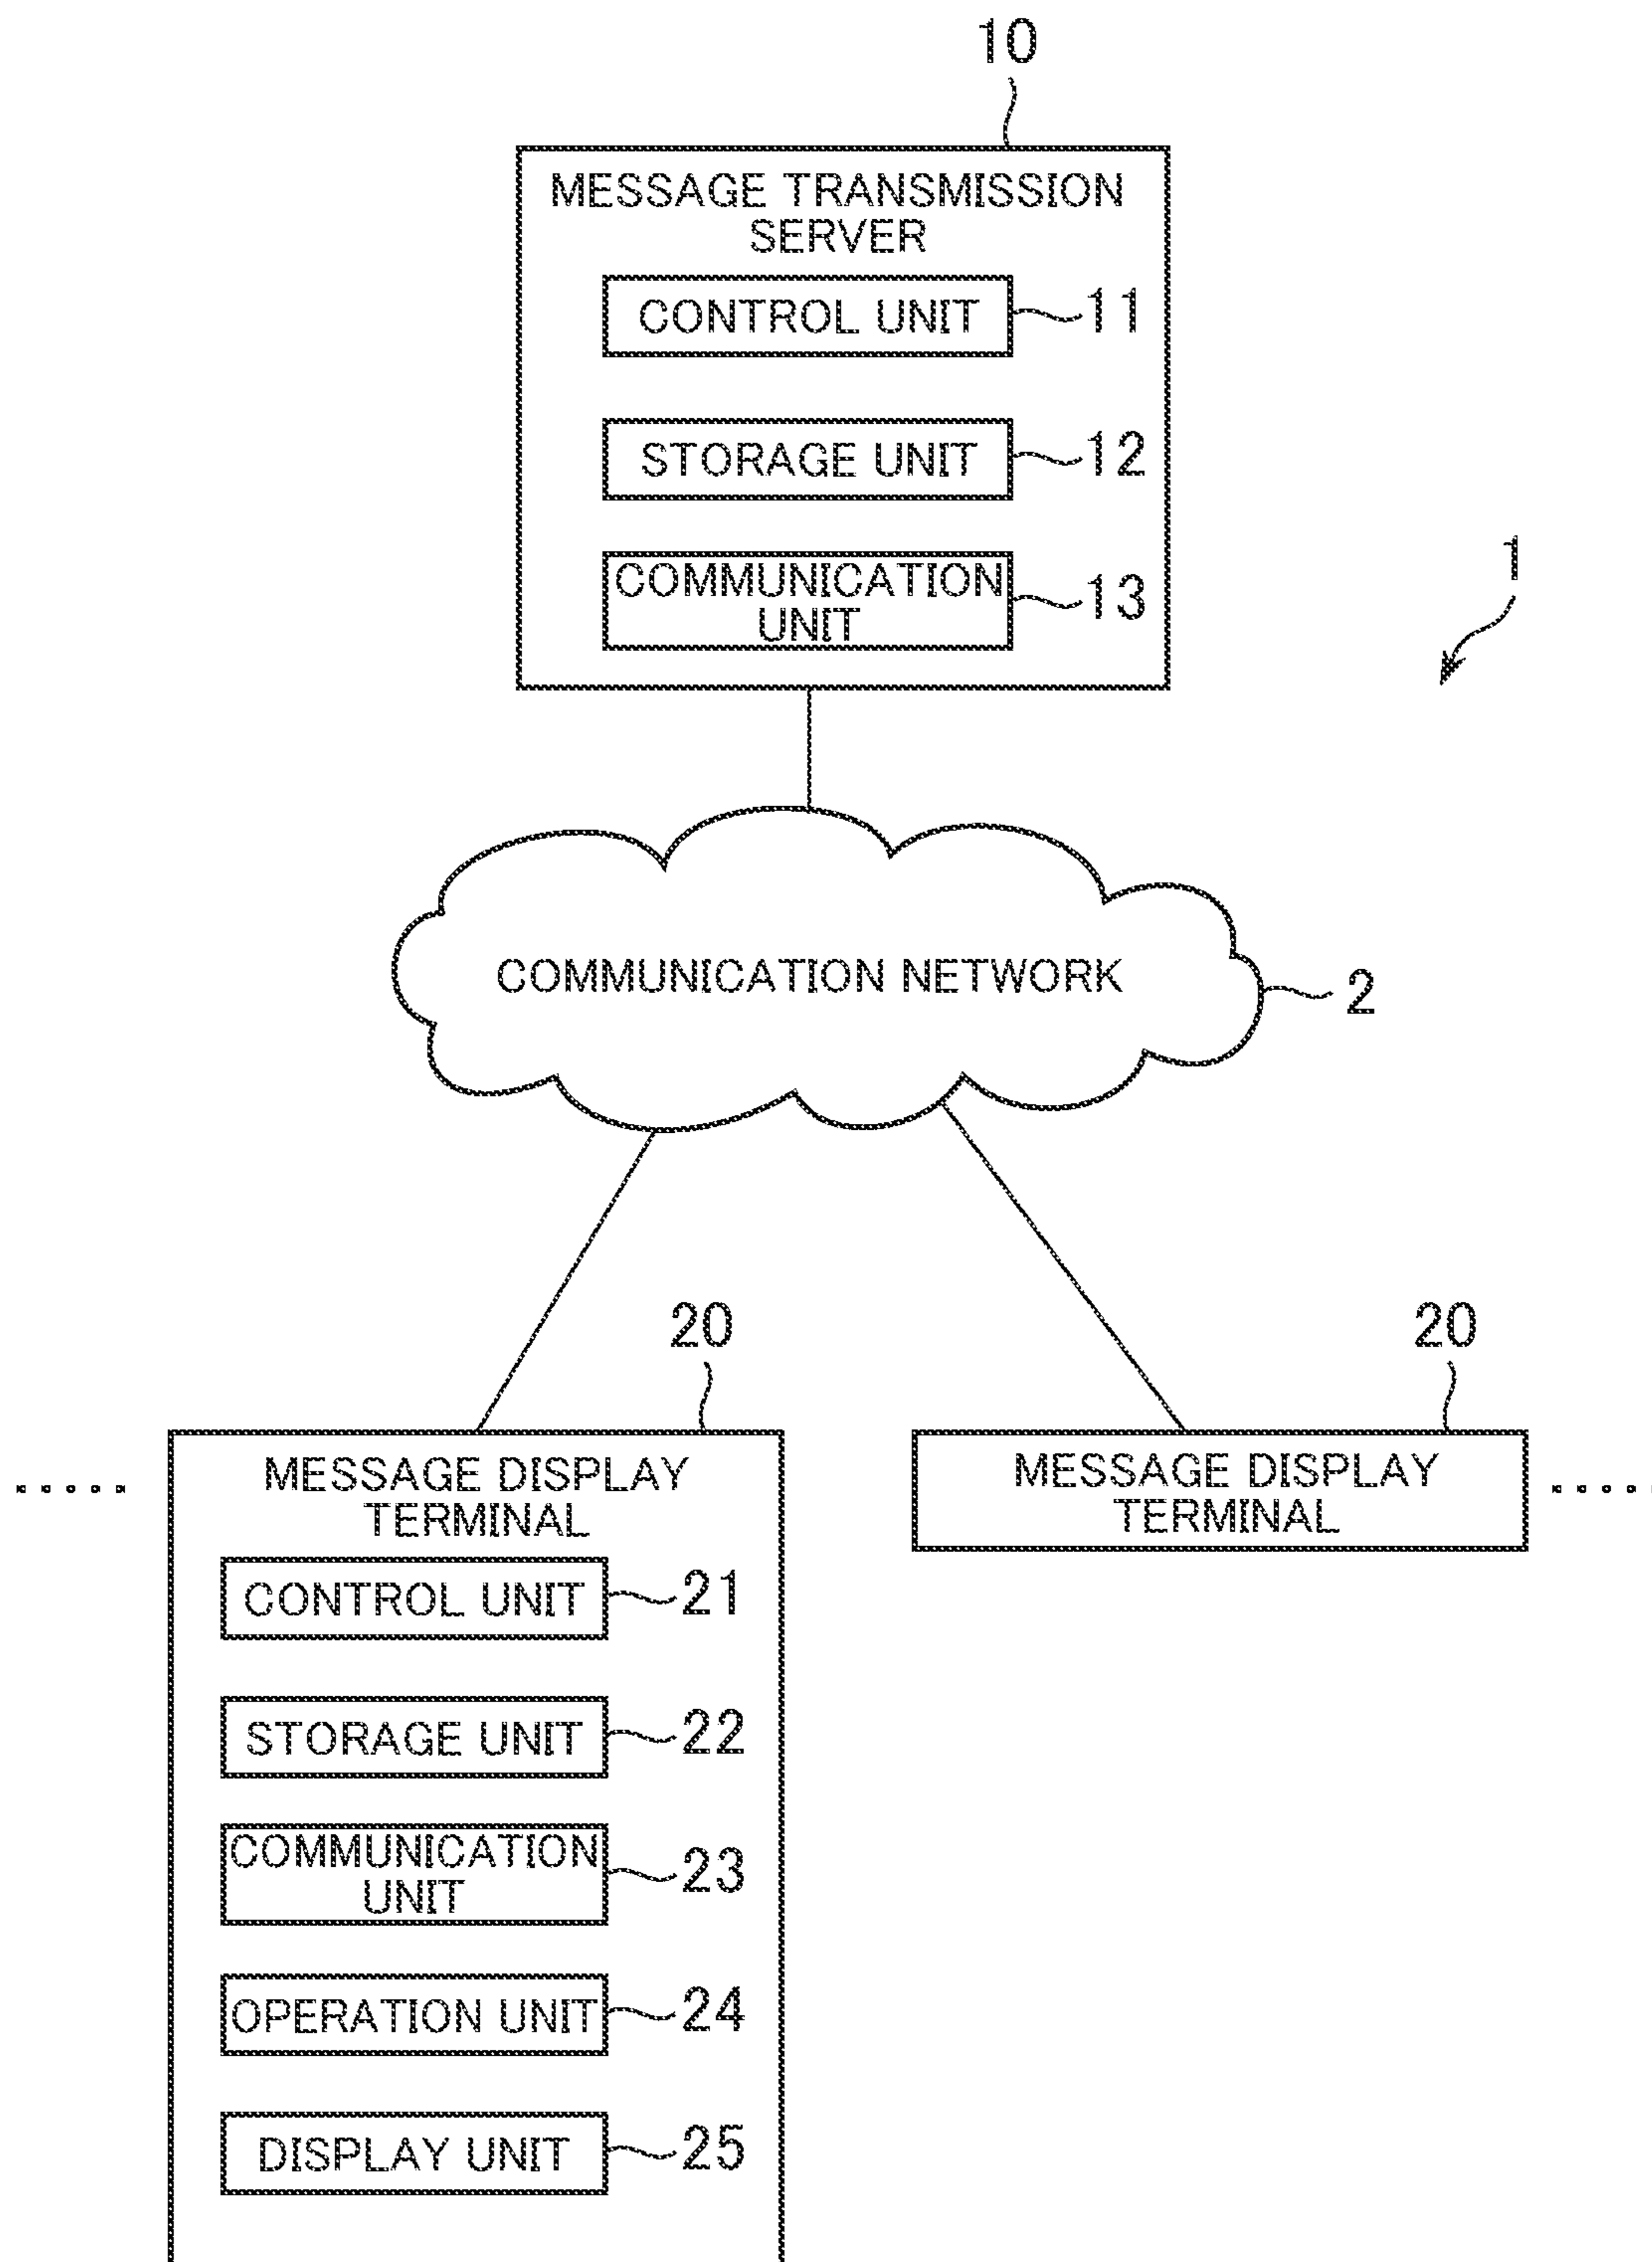 10
MESSAGE TRANSMISSION
SERVER
CONTROL UNIT
11
STORAGE UNIT
12
COMMUNICATION
UNIT
13
1
COMMUNICATION NETWORK
2
20
MESSAGE DISPLAY
TERMINAL
CONTROL UNIT
21
STORAGE UNIT
22
COMMUNICATION
UNIT
23
OPERATION UNIT
24
DISPLAY UNIT
25
20
MESSAGE DISPLAY
TERMINAL